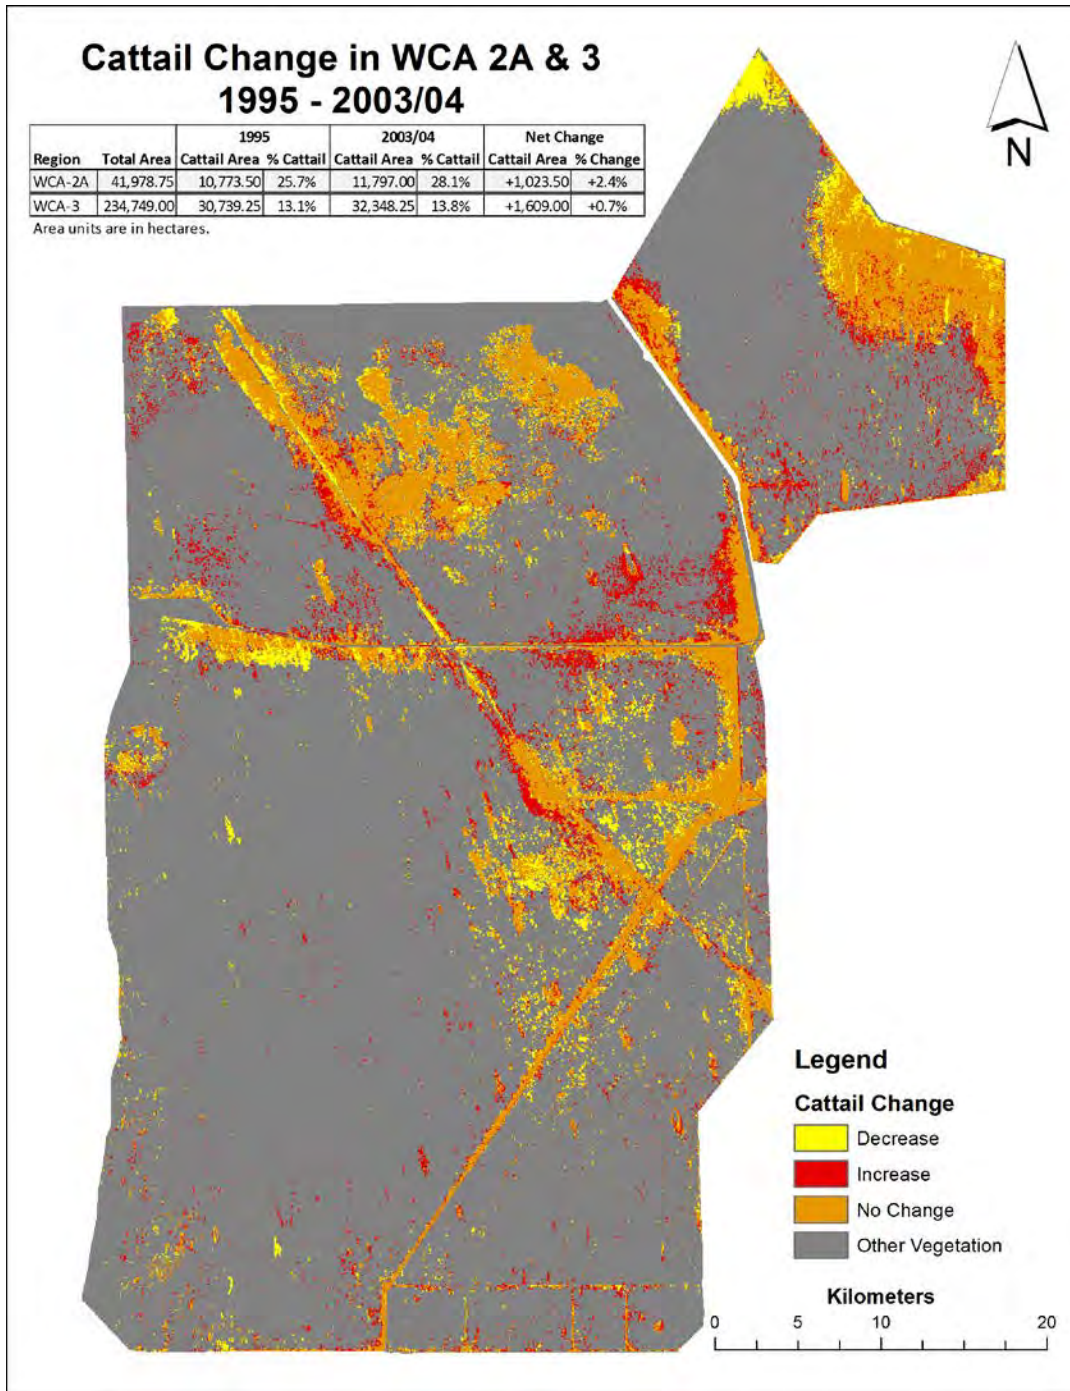 Cattail Change in WCA 2A & 3
1995 - 2003/04
1995 2003/04 Net Change
Region Total Area Cattail Area % Cattail Cattail Area % Cattail Cattail Area % Change
WCA-2A 41,978.75 10,773.50 25.7% 11,797.00 28.1% +1,023.50 +2.4%
WCA-3 234,749.00 30,739.25 13.1% 32,348.25 13.8% +1,609.00 +0.7%
Area units are in hectares.
N
Legend
Cattail Change
Decrease
Increase
No Change
Other Vegetation
Kilometers
0 5 10 20